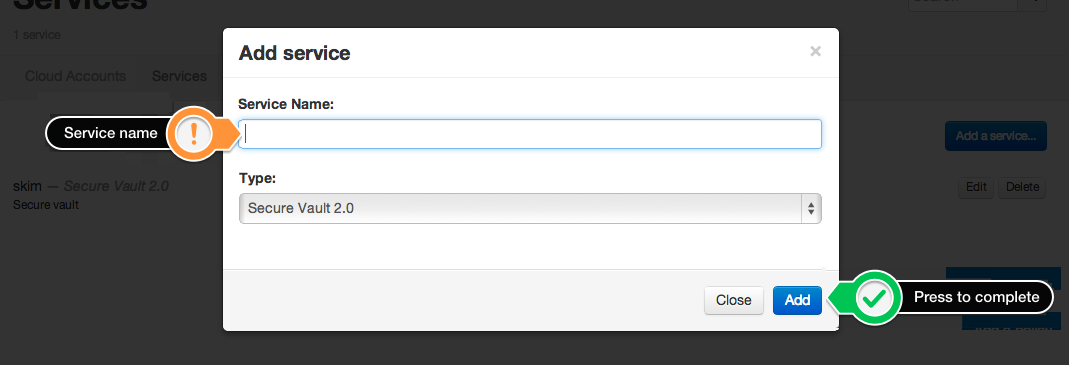 Services
Search
1 service
Cloud Accounts Services
Add service ×
Service Name:
Service name
Add a service...
Type:
Secure Vault 2.0
skim — Secure Vault 2.0
Edit Delete
Secure vault
Close Add
Press to complete